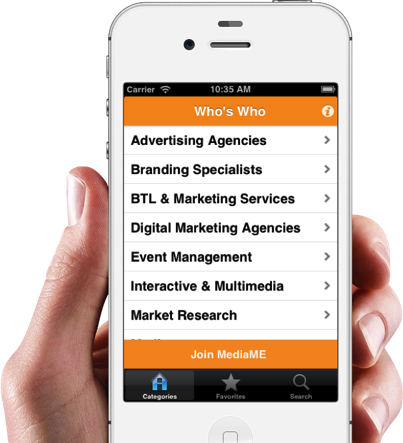 Carrier 10:35 AM
Who's Who
Advertising Agencies
Branding Specialists
BTL & Marketing Services
Digital Marketing Agencies
Event Management
Interactive & Multimedia
Market Research
Join MediaME
Categories Favorites Search